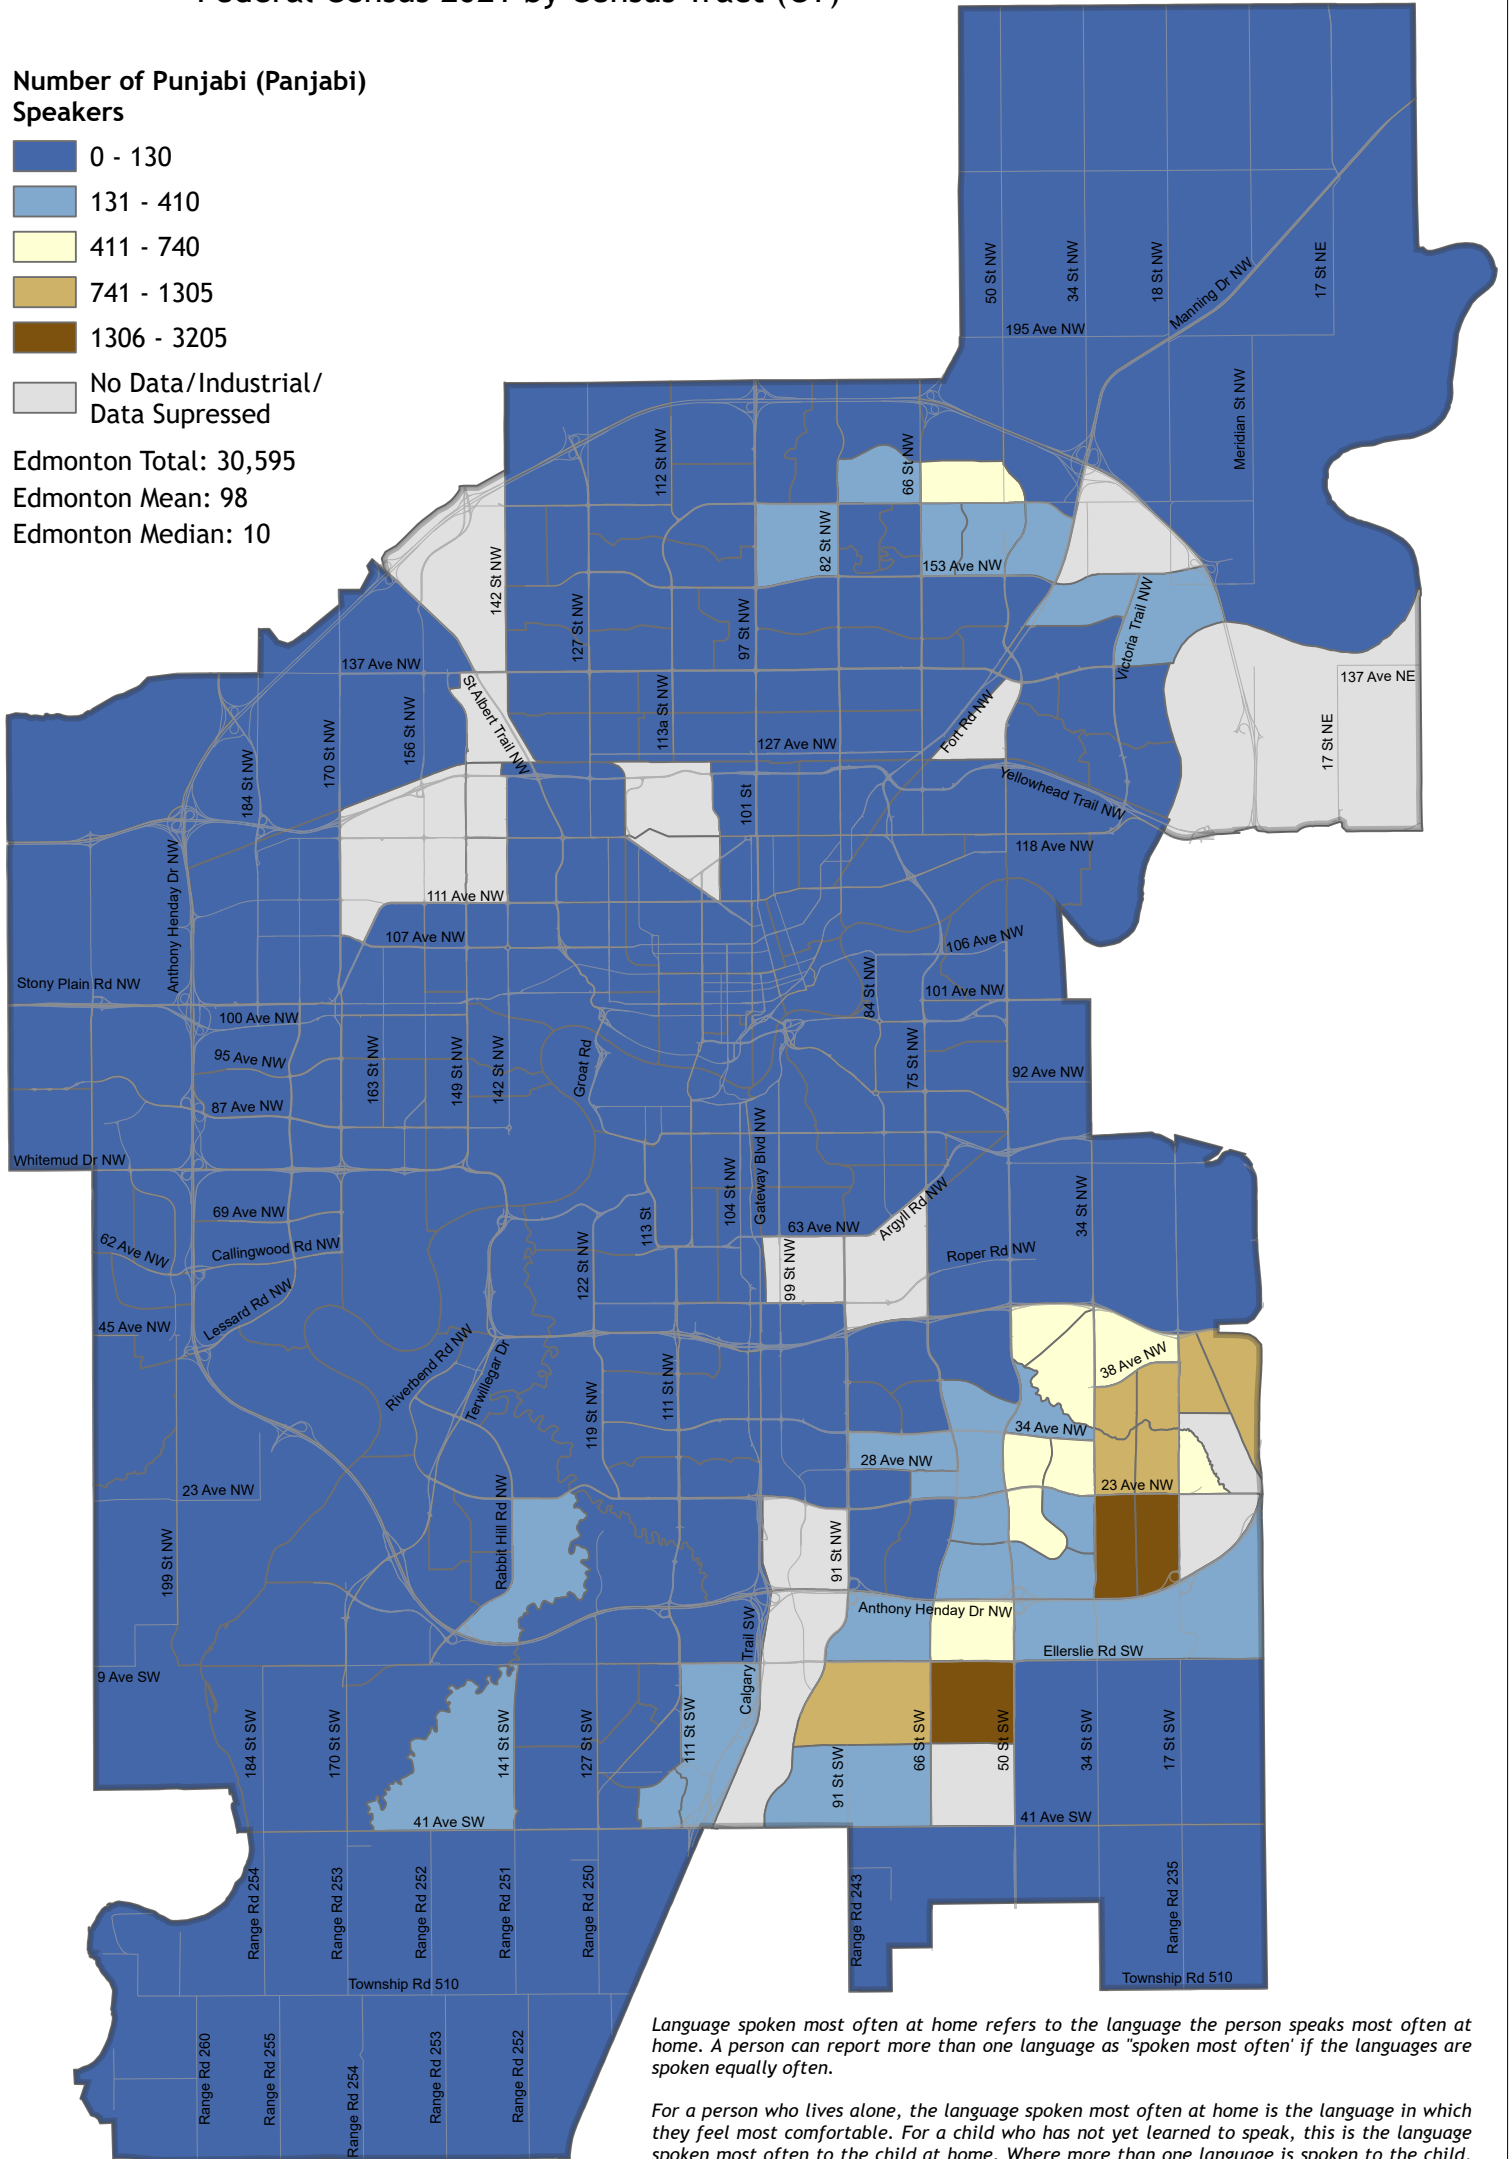 Federal Census 2021 by Census Tract (CT)
Number of Punjabi (Panjabi)
Speakers
0 - 130
131 - 410
411 - 740
741 - 1305
1306 - 3205
No Data/Industrial/
Data Supressed
Edmonton Total: 30,595
Edmonton Mean: 98
Edmonton Median: 10
50 St NW
34 St NW
18 St NW
Manning Dr NW
17 St NE
195 Ave NW
Meridian St NW
112 St NW
66 St NW
82 St NW
153 Ave NW
142 St NW
127 St NW
97 St NW
Victoria Trail NW
137 Ave NW
137 Ave NE
St Albert Trail NW
156 St NW
170 St NW
184 St NW
113a St NW
127 Ave NW
Fort Rd NW
17 St NE
Yellowhead Trail NW
101 St
118 Ave NW
Anthony Henday Dr NW
111 Ave NW
107 Ave NW
106 Ave NW
Stony Plain Rd NW
84 St NW
101 Ave NW
100 Ave NW
95 Ave NW
163 St NW
149 St NW
142 St NW
Groat Rd
75 St NW
92 Ave NW
87 Ave NW
Gateway Blvd NW
Whitemud Dr NW
104 St NW
34 St NW
69 Ave NW
113 St
63 Ave NW
Argyll Rd NW
62 Ave NW
Callingwood Rd NW
122 St NW
99 St NW
Roper Rd NW
Lessard Rd NW
45 Ave NW
Riverbend Rd NW
Terwillegar Dr
38 Ave NW
119 St NW
111 St NW
34 Ave NW
28 Ave NW
23 Ave NW
23 Ave NW
Rabbit Hill Rd NW
199 St NW
91 St NW
Anthony Henday Dr NW
Calgary Trail SW
Ellerslie Rd SW
9 Ave SW
184 St SW
170 St SW
141 St SW
127 St SW
111 St SW
91 St SW
66 St SW
50 St SW
34 St SW
17 St SW
41 Ave SW
41 Ave SW
Range Rd 254
Range Rd 253
Range Rd 252
Range Rd 251
Range Rd 250
Range Rd 243
Range Rd 235
Township Rd 510
Township Rd 510
Range Rd 260
Range Rd 255
Range Rd 254
Range Rd 253
Range Rd 252
Language spoken most often at home refers to the language the person speaks most often at
home. A person can report more than one language as "spoken most often' if the languages are
spoken equally often.
For a person who lives alone, the language spoken most often at home is the language in which
they feel most comfortable. For a child who has not yet learned to speak, this is the language
spoken most often to the child at home. Where more than one language is spoken to the child,